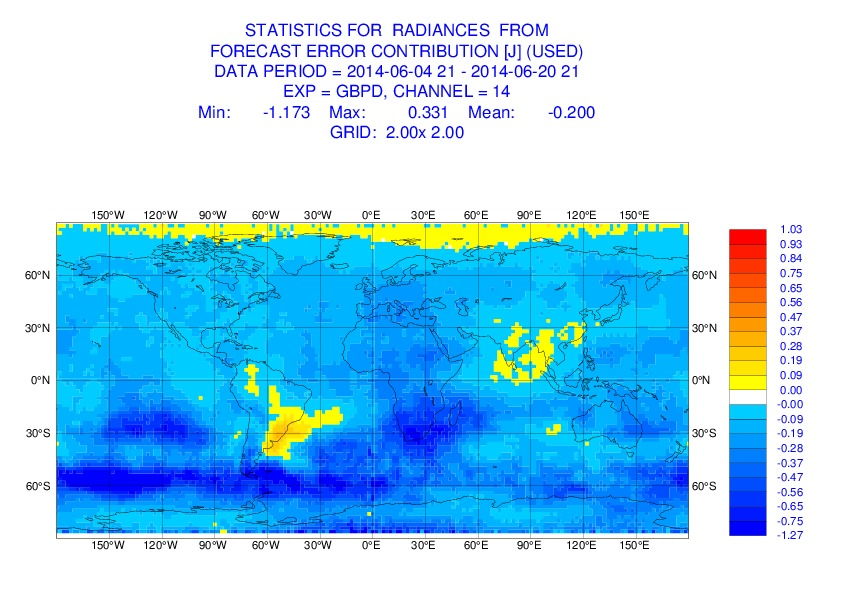 STATISTICS FOR RADIANCES FROM
FORECAST ERROR CONTRIBUTION [J] (USED)
DATA PERIOD = 2014-06-04 21 - 2014-06-20 21
EXP = GBPD, CHANNEL = 14
Min: -1.173 Max: 0.331 Mean: -0.200
GRID: 2.00x 2.00
150°W 120°W 90°W 60°W 30°W 0°E 30°E 60°E 90°E 120°E 150°E
60°N 60°N
30°N 30°N
0°N 0°N
30°S 30°S
60°S 60°S
150°W 120°W 90°W 60°W 30°W 0°E 30°E 60°E 90°E 120°E 150°E
1.03
0.93
0.84
0.75
0.65
0.56
0.47
0.37
0.28
0.19
0.09
0.00
-0.00
-0.09
-0.19
-0.28
-0.37
-0.47
-0.56
-0.65
-0.75
-1.27